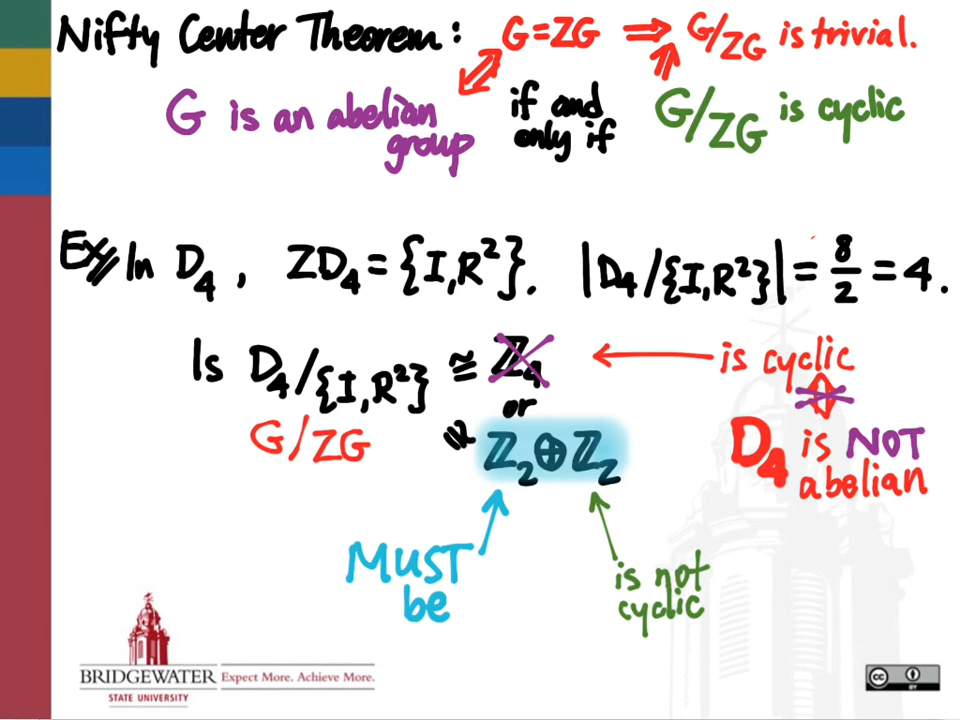 Nifty Center Theorem: G=ZG ⇒ G/ZG is trivial.
G is an abelian group if and only if G/ZG is cyclic
Ex// In D₄, ZD₄ = {I,R²}. |D₄/{I,R²}| = 8/2 = 4.
Is D₄/{I,R²} ≅ ℤ₄ ← is cyclic
or
G/ZG ≅ ℤ₂⊕ℤ₂ D₄ is NOT abelian
MUST be
is not cyclic
BRIDGEWATER STATE UNIVERSITY
Expect More. Achieve More.
cc BY